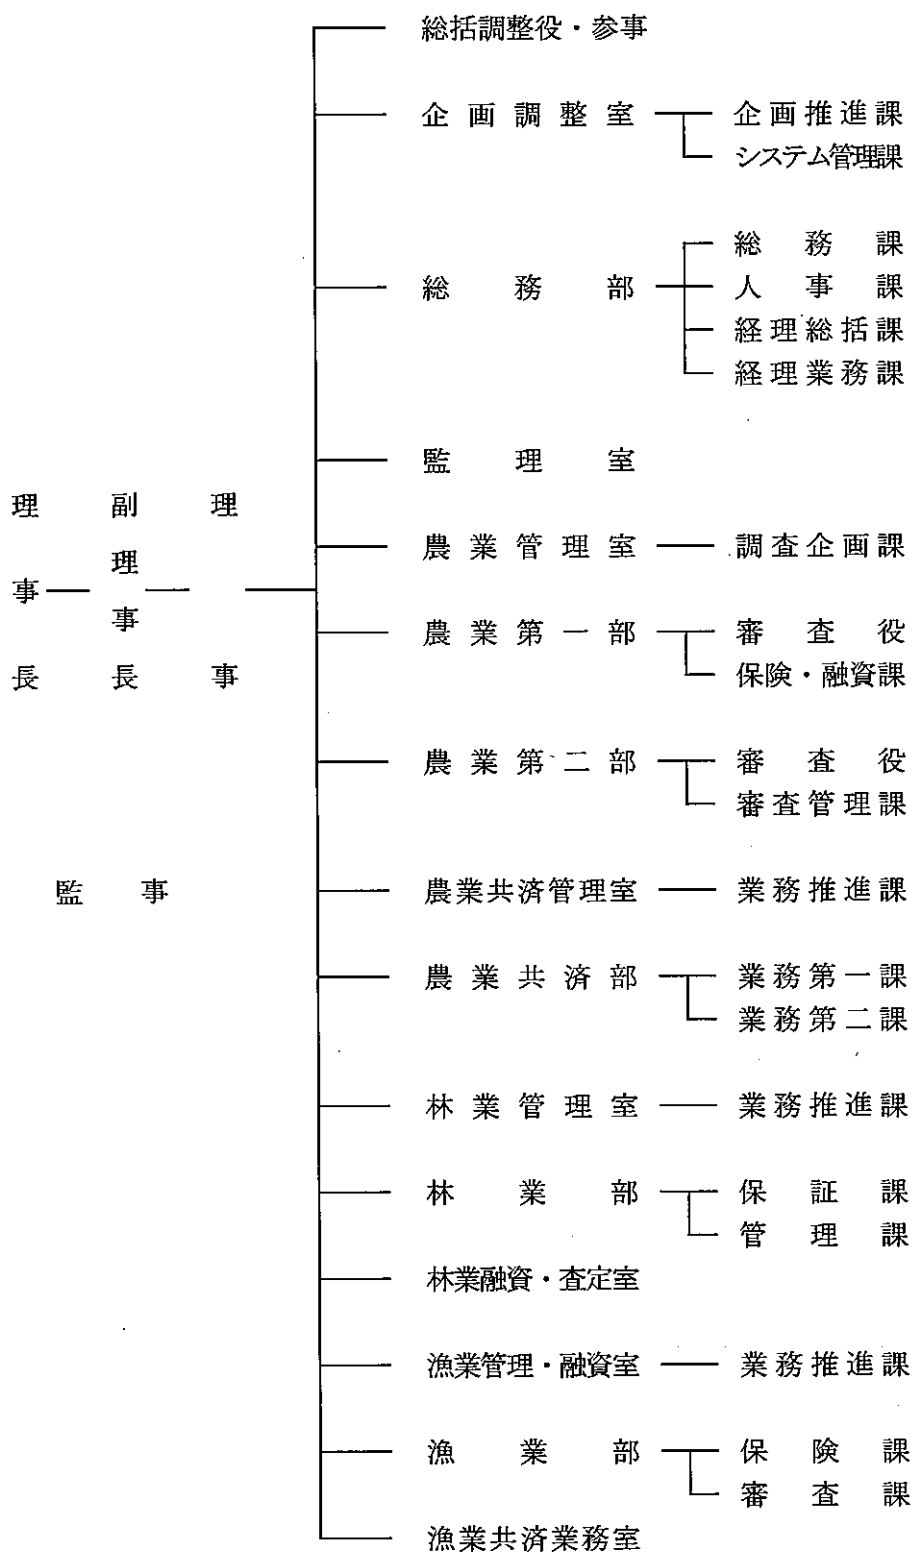 総括調整役・参事
企画調整室
企画推進課
システム管理課
総務部
総務課
人事課
経理総括課
経理業務課
監理室
理事長
副理事長
理事
農業管理室
調査企画課
農業第一部
審査役
保険・融資課
農業第二部
審査役
審査管理課
監事
農業共済管理室
業務推進課
農業共済部
業務第一課
業務第二課
林業管理室
業務推進課
林業部
保証課
管理課
林業融資・査定室
漁業管理・融資室
業務推進課
漁業部
保険課
審査課
漁業共済業務室